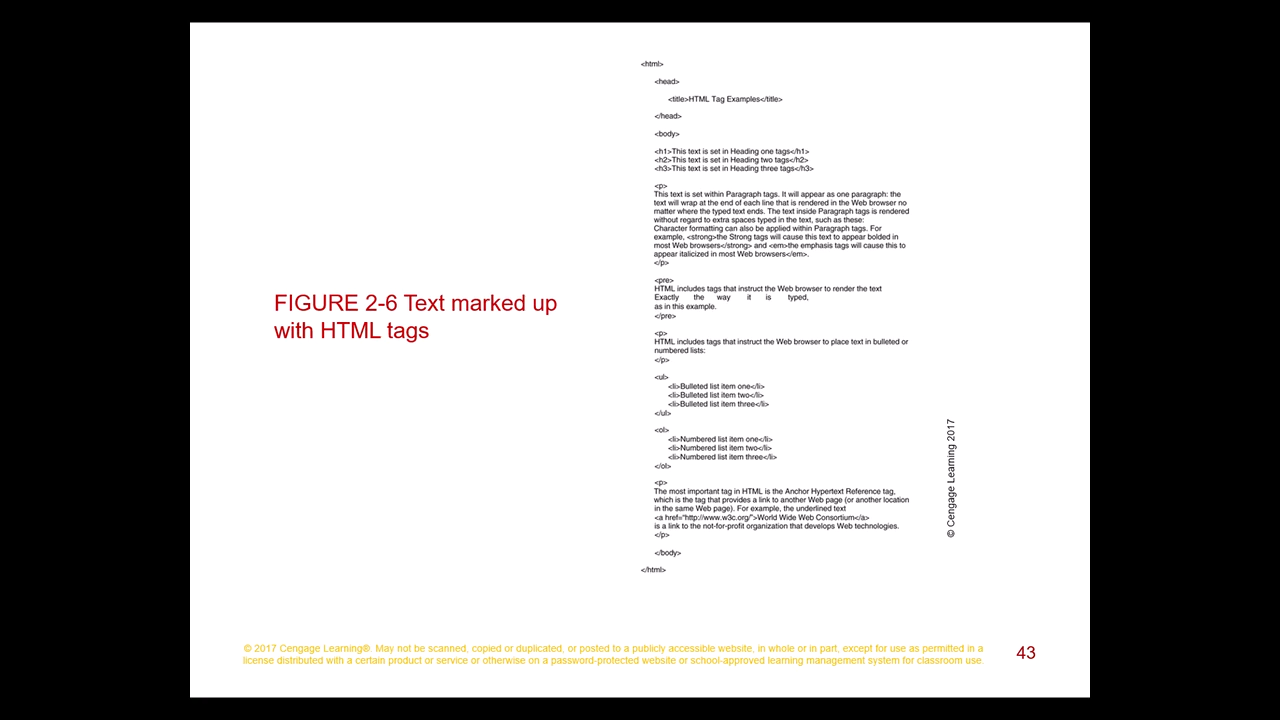 FIGURE 2-6 Text marked up
with HTML tags
<html>
<head>
<title>HTML Tag Examples</title>
</head>
<body>
<h1>This text is set in Heading one tags</h1>
<h2>This text is set in Heading two tags</h2>
<h3>This text is set in Heading three tags</h3>
<p>
This text is set within Paragraph tags. It will appear as one paragraph: the
text will wrap at the end of each line that is rendered in the Web browser no
matter where the typed text ends. The text inside Paragraph tags is rendered
without regard to extra spaces typed in the text, such as these:
Character formatting can also be applied within Paragraph tags. For
example, <strong>the Strong tags will cause this text to appear bolded in
most Web browsers</strong> and <em>the emphasis tags will cause this to
appear italicized in most Web browsers</em>.
</p>
<pre>
HTML includes tags that instruct the Web browser to render the text
Exactly the way it is typed,
as in this example.
</pre>
<p>
HTML includes tags that instruct the Web browser to place text in bulleted or
numbered lists:
</p>
<ul>
<li>Bulleted list item one</li>
<li>Bulleted list item two</li>
<li>Bulleted list item three</li>
</ul>
<ol>
<li>Numbered list item one</li>
<li>Numbered list item two</li>
<li>Numbered list item three</li>
</ol>
<p>
The most important tag in HTML is the Anchor Hypertext Reference tag,
which is the tag that provides a link to another Web page (or another location
in the same Web page). For example, the underlined text
<a href="http://www.w3c.org/">World Wide Web Consortium</a>
is a link to the not-for-profit organization that develops Web technologies.
</p>
</body>
</html>
© Cengage Learning 2017
© 2017 Cengage Learning®. May not be scanned, copied or duplicated, or posted to a publicly accessible website, in whole or in part, except for use as permitted in a
license distributed with a certain product or service or otherwise on a password-protected website or school-approved learning management system for classroom use.
43